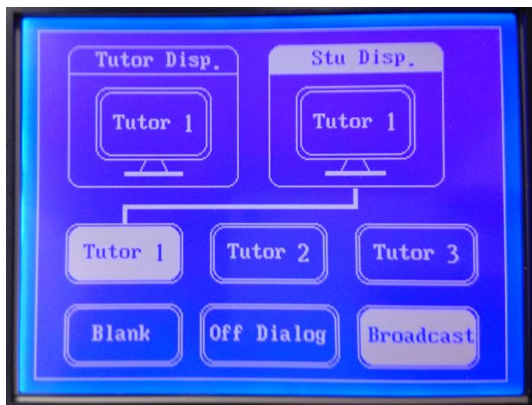 Tutor Disp.
Stu Disp.
Tutor 1
Tutor 1
Tutor 1
Tutor 2
Tutor 3
Blank
Off Dialog
Broadcast